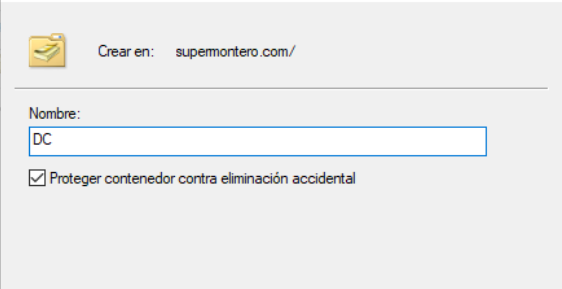 Crear en: supermontero.com/
Nombre:
DC
Proteger contenedor contra eliminación accidental